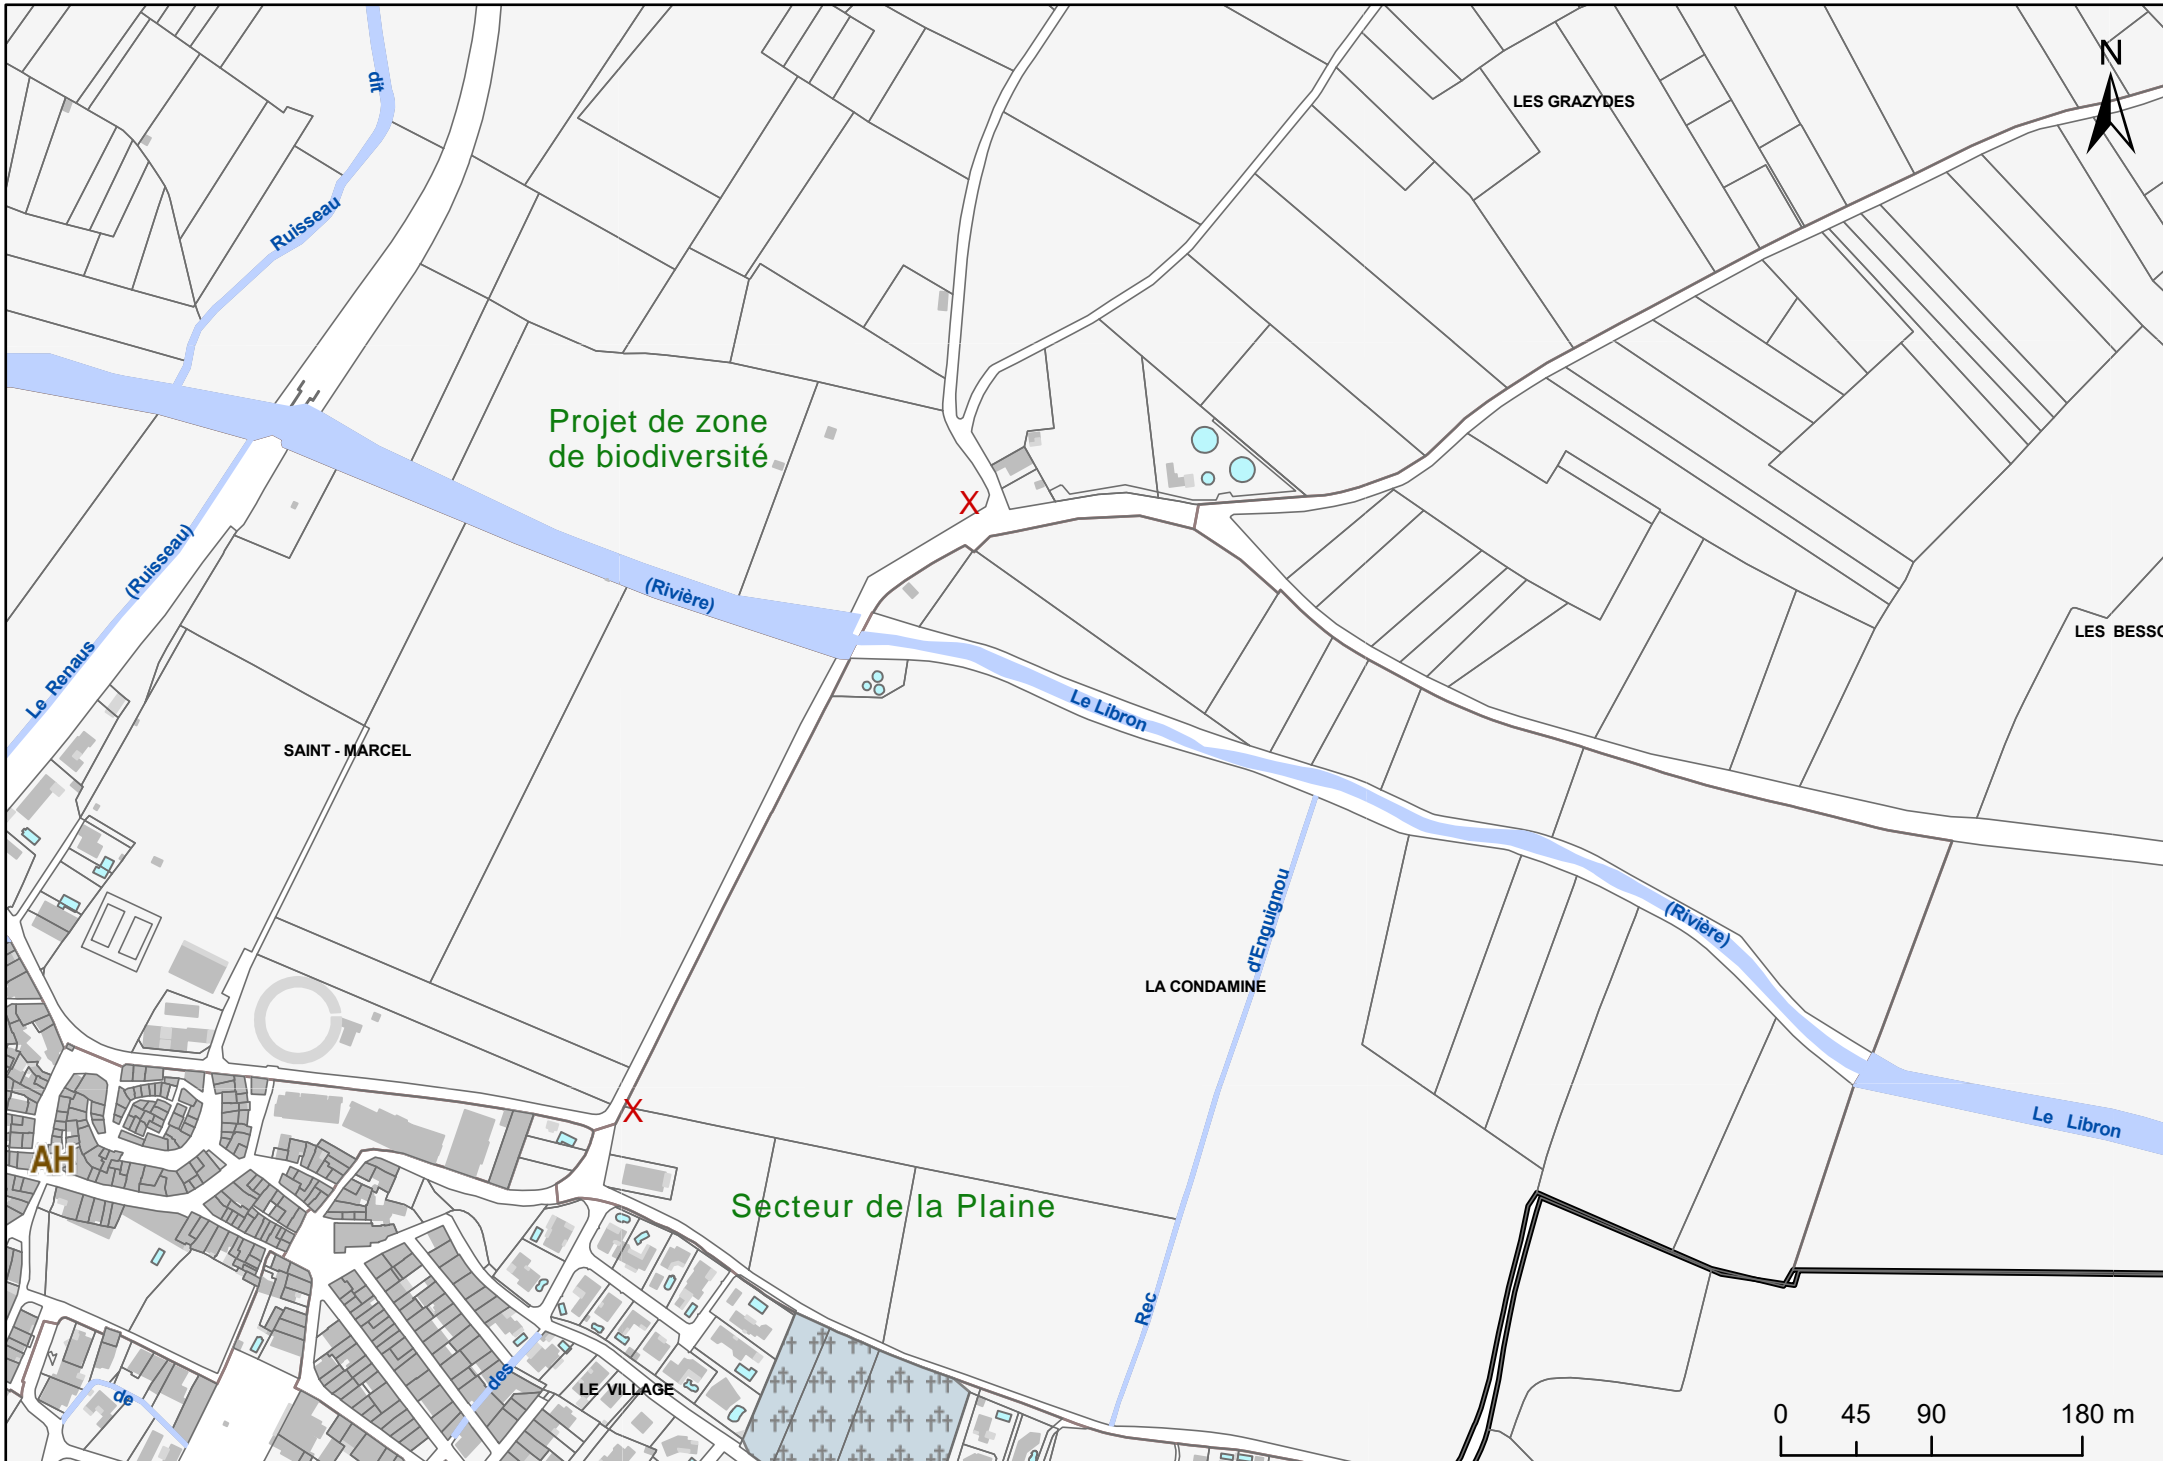 dit
N
LES GRAZYDES
Ruisseau
Projet de zone
de biodiversité
X
(Ruisseau)
(Rivière)
LES BESSO
Le Renaus
Le Libron
SAINT - MARCEL
d'Enguignou
(Rivière)
LA CONDAMINE
X
Le Libron
AH
Secteur de la Plaine
Rec
des
LE VILLAGE
de
0 45 90 180 m